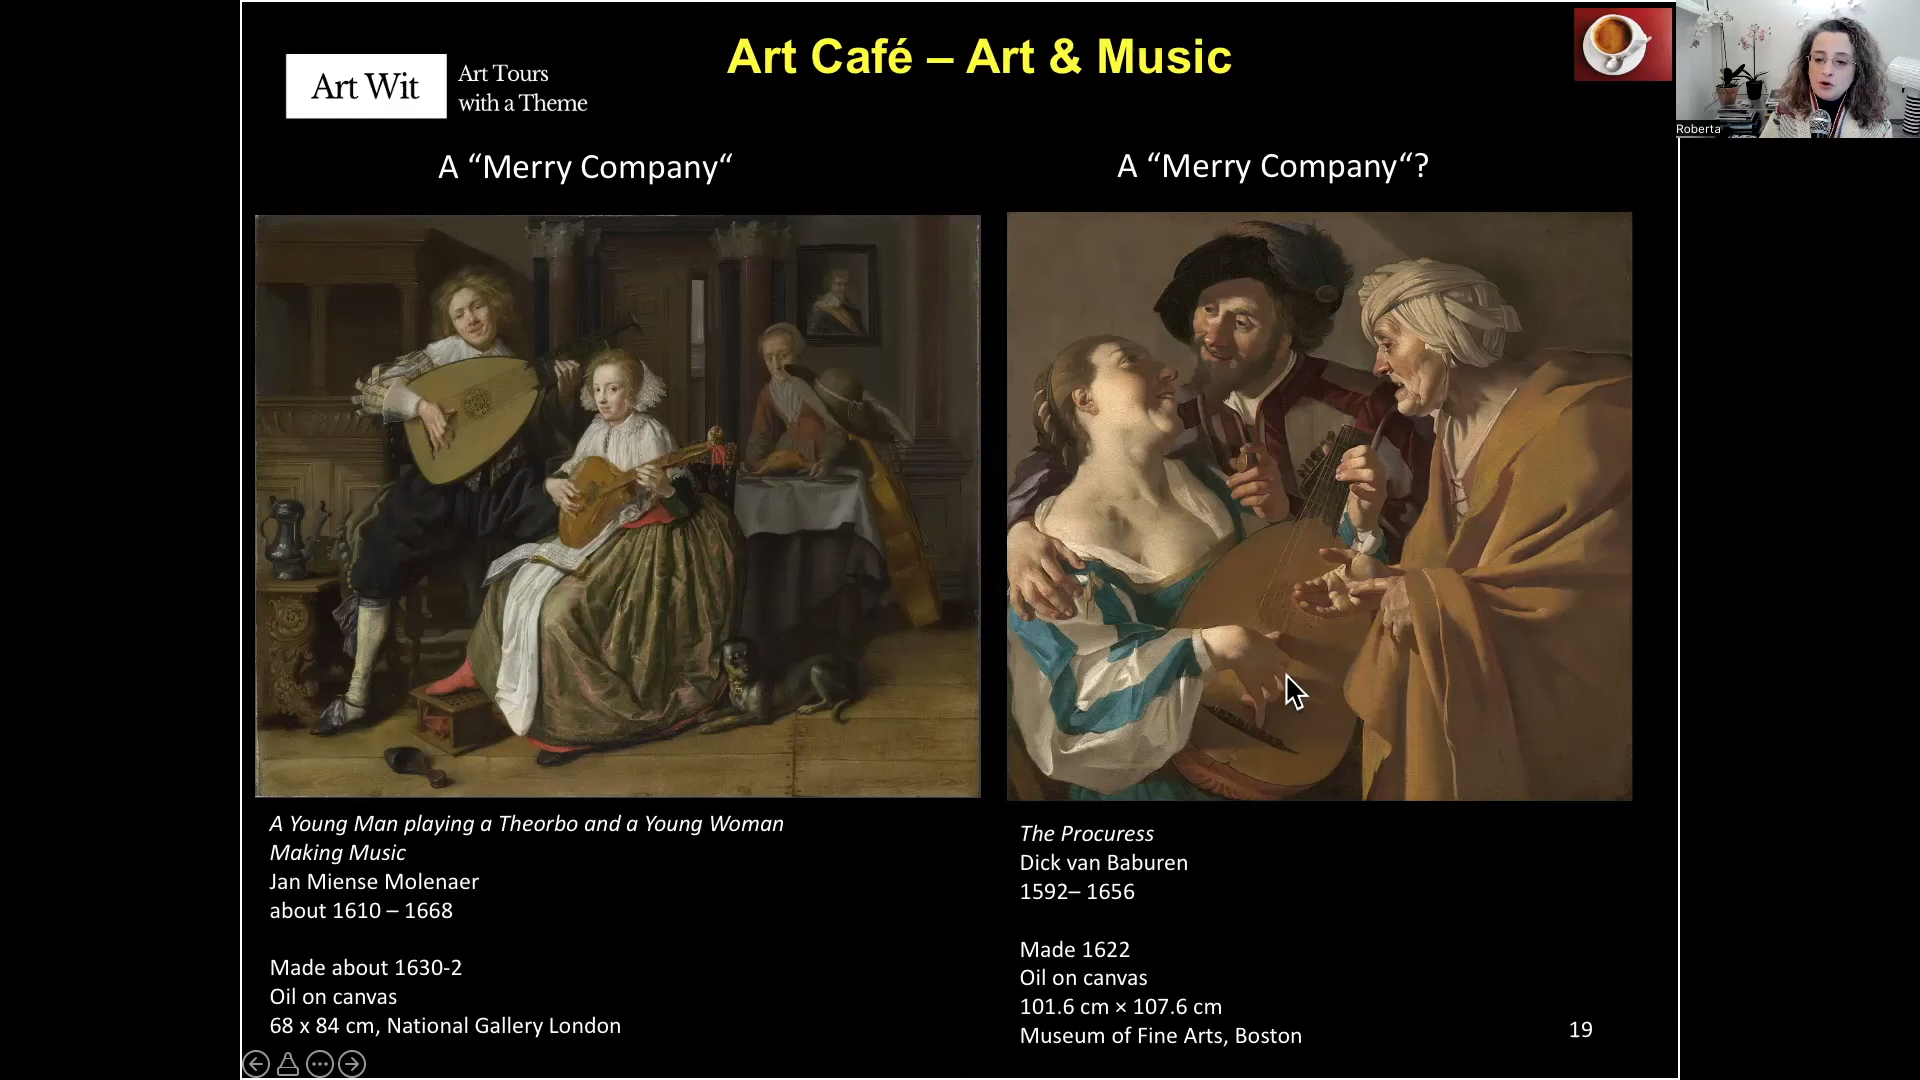 Art Café – Art & Music
Art Wit
Art Tours
with a Theme
Roberta
A “Merry Company“
A “Merry Company“?
A Young Man playing a Theorbo and a Young Woman
Making Music
Jan Miense Molenaer
about 1610 – 1668
Made about 1630-2
Oil on canvas
68 x 84 cm, National Gallery London
The Procuress
Dick van Baburen
1592– 1656
Made 1622
Oil on canvas
101.6 cm × 107.6 cm
Museum of Fine Arts, Boston
19